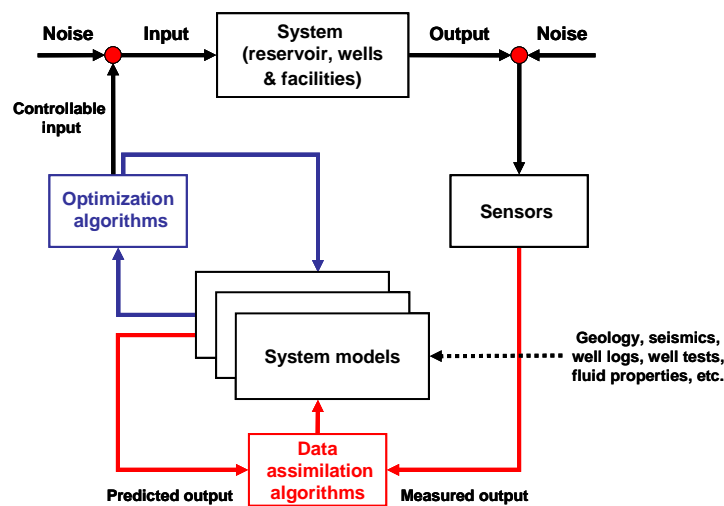 Noise
Input
System
(reservoir, wells
& facilities)
Output
Noise
Controllable
input
Optimization
algorithms
Sensors
System models
Geology, seismics,
well logs, well tests,
fluid properties, etc.
Data
assimilation
algorithms
Predicted output
Measured output